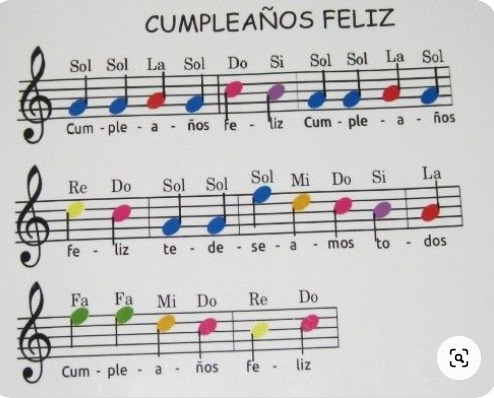 CUMPLEAÑOS FELIZ
Sol Sol La Sol Do Si Sol Sol La Sol
Cum - ple - a - ños fe - liz Cum - ple - a - ños
Re Do Sol Sol Sol Mi Do Si La
fe - liz te - de - se - a - mos to - dos
Fa Fa Mi Do Re Do
Cum - ple - a - ños fe - liz